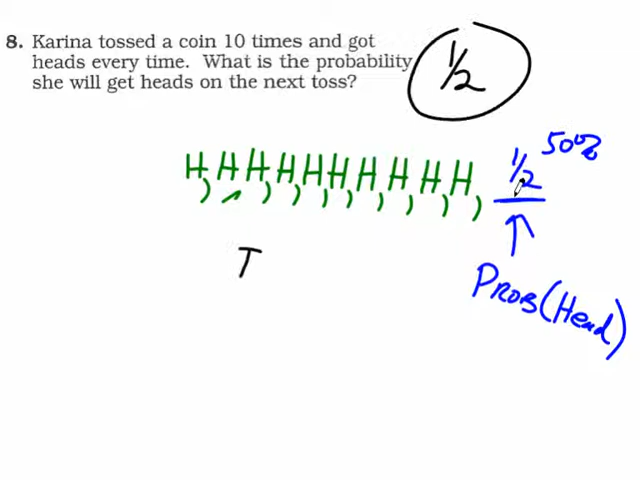 8. Karina tossed a coin 10 times and got
heads every time. What is the probability
she will get heads on the next toss?
1/2
50%
H, H, H, H, H, H, H, H, H, H, 1/2
T
PROB(Head)